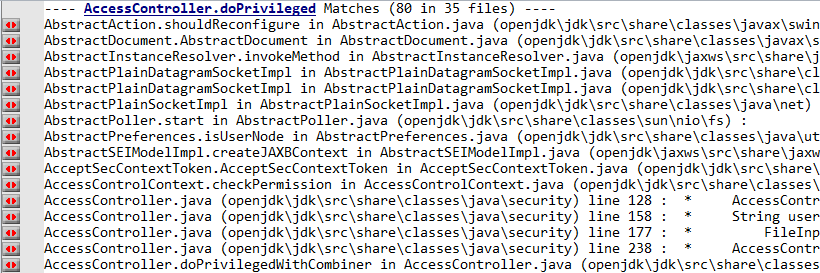 ---- AccessController.doPrivileged Matches (80 in 35 files) ----
AbstractAction.shouldReconfigure in AbstractAction.java (openjdk\jdk\src\share\classes\javax\swin
AbstractDocument.AbstractDocument in AbstractDocument.java (openjdk\jdk\src\share\classes\javax\s
AbstractInstanceResolver.invokeMethod in AbstractInstanceResolver.java (openjdk\jaxws\src\share\j
AbstractPlainDatagramSocketImpl in AbstractPlainDatagramSocketImpl.java (openjdk\jdk\src\share\cl
AbstractPlainDatagramSocketImpl in AbstractPlainDatagramSocketImpl.java (openjdk\jdk\src\share\cl
AbstractPlainSocketImpl in AbstractPlainSocketImpl.java (openjdk\jdk\src\share\classes\java\net)
AbstractPoller.start in AbstractPoller.java (openjdk\jdk\src\share\classes\sun\nio\fs) :
AbstractPreferences.isUserNode in AbstractPreferences.java (openjdk\jdk\src\share\classes\java\ut
AbstractSEIModelImpl.createJAXBContext in AbstractSEIModelImpl.java (openjdk\jaxws\src\share\jaxw
AcceptSecContextToken.AcceptSecContextToken in AcceptSecContextToken.java (openjdk\jdk\src\share\
AccessControlContext.checkPermission in AccessControlContext.java (openjdk\jdk\src\share\classes\
AccessController.java (openjdk\jdk\src\share\classes\java\security) line 128 : * AccessContr
AccessController.java (openjdk\jdk\src\share\classes\java\security) line 158 : * String user
AccessController.java (openjdk\jdk\src\share\classes\java\security) line 177 : * FileInp
AccessController.java (openjdk\jdk\src\share\classes\java\security) line 238 : * AccessContr
AccessController.doPrivilegedWithCombiner in AccessController.java (openjdk\jdk\src\share\classes